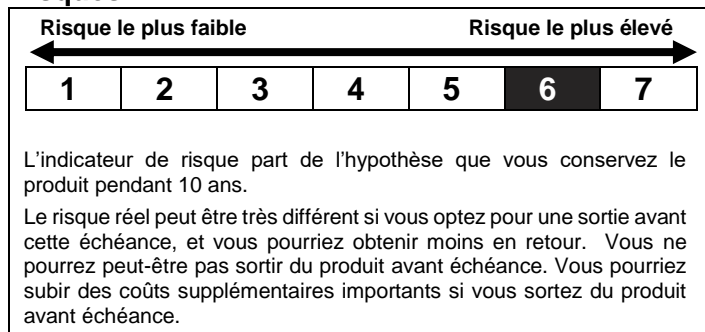 Risque le plus faible Risque le plus élevé
1 2 3 4 5 6 7
L'indicateur de risque part de l'hypothèse que vous conservez le
produit pendant 10 ans.
Le risque réel peut être très différent si vous optez pour une sortie avant
cette échéance, et vous pourriez obtenir moins en retour. Vous ne
pourrez peut-être pas sortir du produit avant échéance. Vous pourriez
subir des coûts supplémentaires importants si vous sortez du produit
avant échéance.